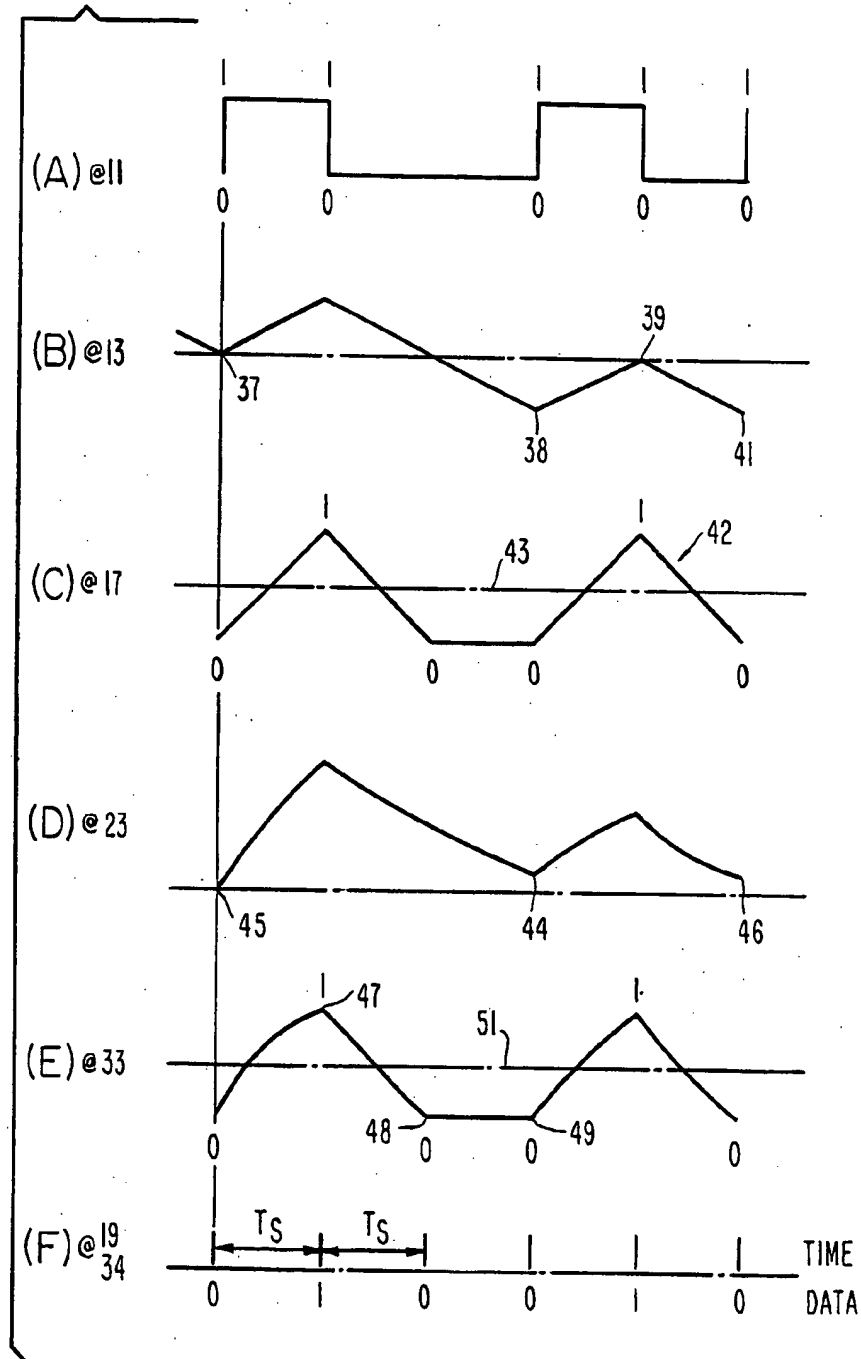 1 1 1 1 1
(A) @11
0 0 0 0 0
39
(B) @13
37
38 41
1 1
42
43
(C) @17
0 0 0 0
(D) @23
45 44 46
1 47 1
51
(E) @33
48 49
0 0 0 0
TS TS
(F) @ 19
34
TIME
0 1 0 0 1 0 DATA